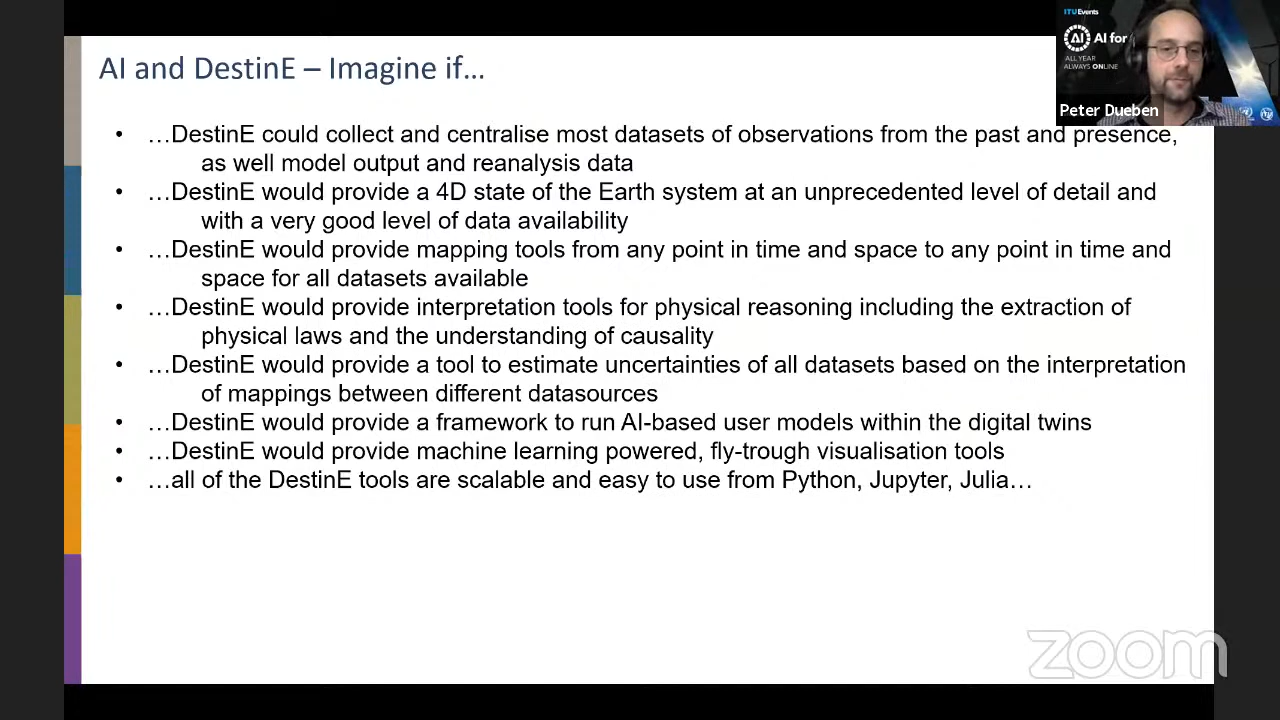 AI and DestinE – Imagine if…
• …DestinE could collect and centralise most datasets of observations from the past and presence,
as well model output and reanalysis data
• …DestinE would provide a 4D state of the Earth system at an unprecedented level of detail and
with a very good level of data availability
• …DestinE would provide mapping tools from any point in time and space to any point in time and
space for all datasets available
• …DestinE would provide interpretation tools for physical reasoning including the extraction of
physical laws and the understanding of causality
• …DestinE would provide a tool to estimate uncertainties of all datasets based on the interpretation
of mappings between different datasources
• …DestinE would provide a framework to run AI-based user models within the digital twins
• …DestinE would provide machine learning powered, fly-trough visualisation tools
• …all of the DestinE tools are scalable and easy to use from Python, Jupyter, Julia…
ITUEvents
AI
AI for
ALL YEAR
ALWAYS ONLINE
Peter Dueben
zoom